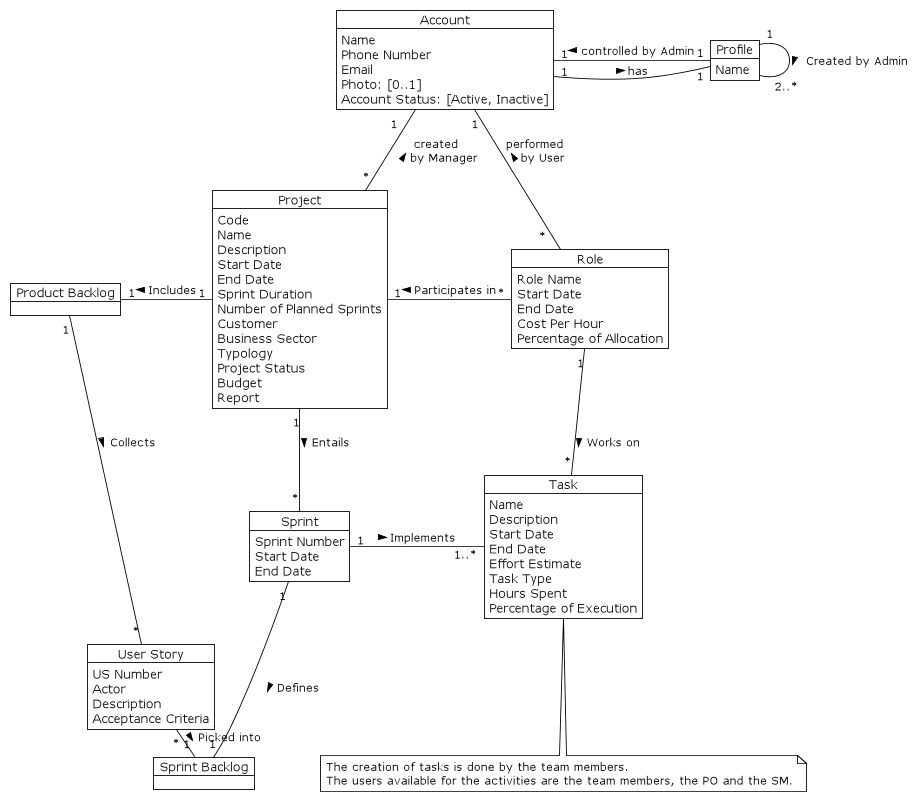 Account
Name
Phone Number
Email
Photo: [0..1]
Account Status: [Active, Inactive]
1 controlled by Admin 1
1 has 1
Profile
Name
1
Created by Admin
2..*
1
created
by Manager
*
1
performed
by User
*
Project
Code
Name
Description
Start Date
End Date
Sprint Duration
Number of Planned Sprints
Customer
Business Sector
Typology
Project Status
Budget
Report
Role
Role Name
Start Date
End Date
Cost Per Hour
Percentage of Allocation
Product Backlog
1 Includes 1
1 Participates in *
1
Collects
*
1
Entails
*
1
Works on
*
Sprint
Sprint Number
Start Date
End Date
1 Implements
1..*
Task
Name
Description
Start Date
End Date
Effort Estimate
Task Type
Hours Spent
Percentage of Execution
1
Defines
1
User Story
US Number
Actor
Description
Acceptance Criteria
* Picked into
1
Sprint Backlog
The creation of tasks is done by the team members.
The users available for the activities are the team members, the PO and the SM.